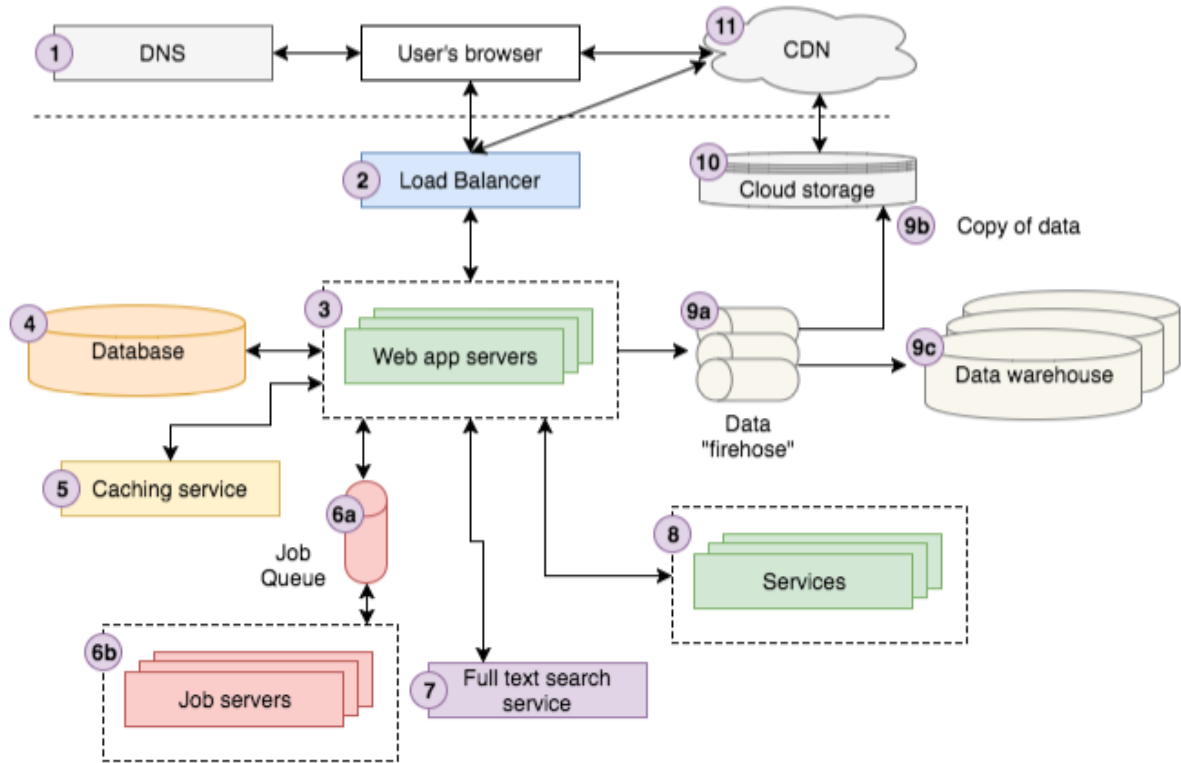 1
DNS
User's browser
11
CDN
2
Load Balancer
10
Cloud storage
9b
Copy of data
3
Web app servers
4
Database
9a
Data
"firehose"
9c
Data warehouse
5
Caching service
6a
Job
Queue
8
Services
6b
Job servers
7
Full text search
service